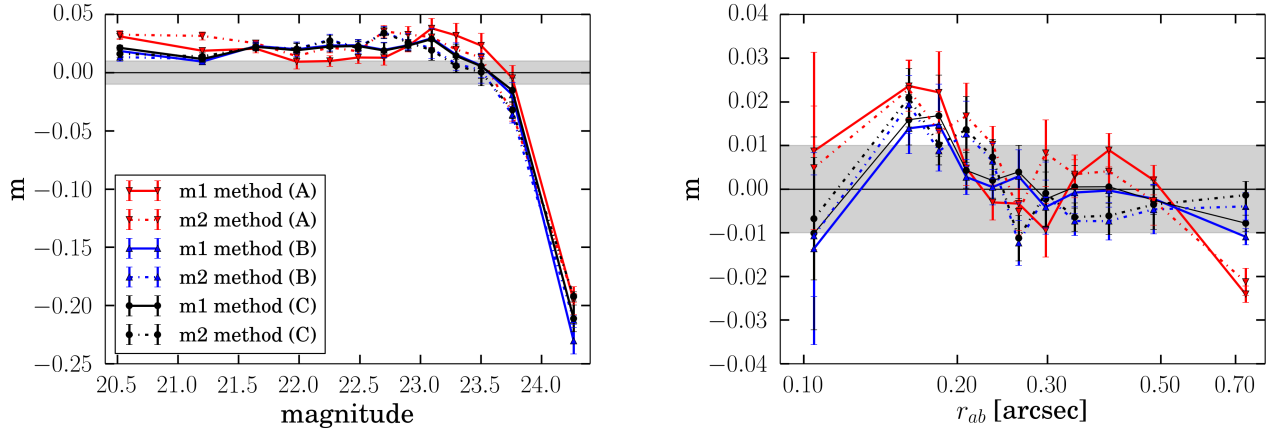 0.05
0.00
−0.05
−0.10
−0.15
−0.20
−0.25
m
m1 method (A)
m2 method (A)
m1 method (B)
m2 method (B)
m1 method (C)
m2 method (C)
20.5 21.0 21.5 22.0 22.5 23.0 23.5 24.0
magnitude
0.04
0.03
0.02
0.01
0.00
−0.01
−0.02
−0.03
−0.04
m
0.10 0.20 0.30 0.50 0.70
r_ab [arcsec]